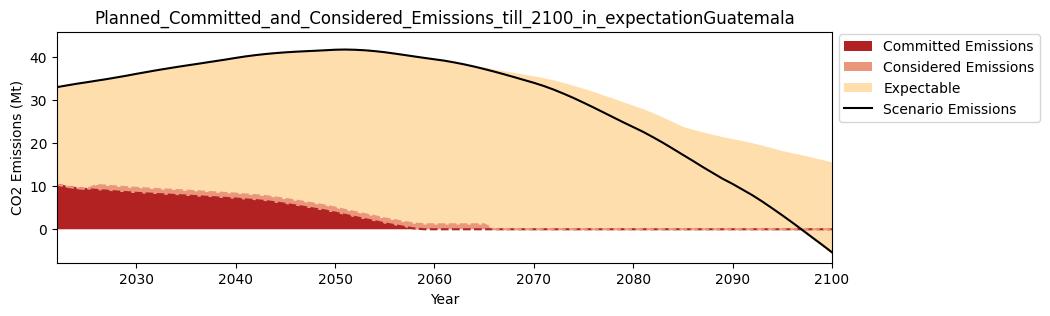 Planned_Committed_and_Considered_Emissions_till_2100_in_expectationGuatemala
CO2 Emissions (Mt)
40
30
20
10
0
2030 2040 2050 2060 2070 2080 2090 2100
Year
Committed Emissions
Considered Emissions
Expectable
Scenario Emissions